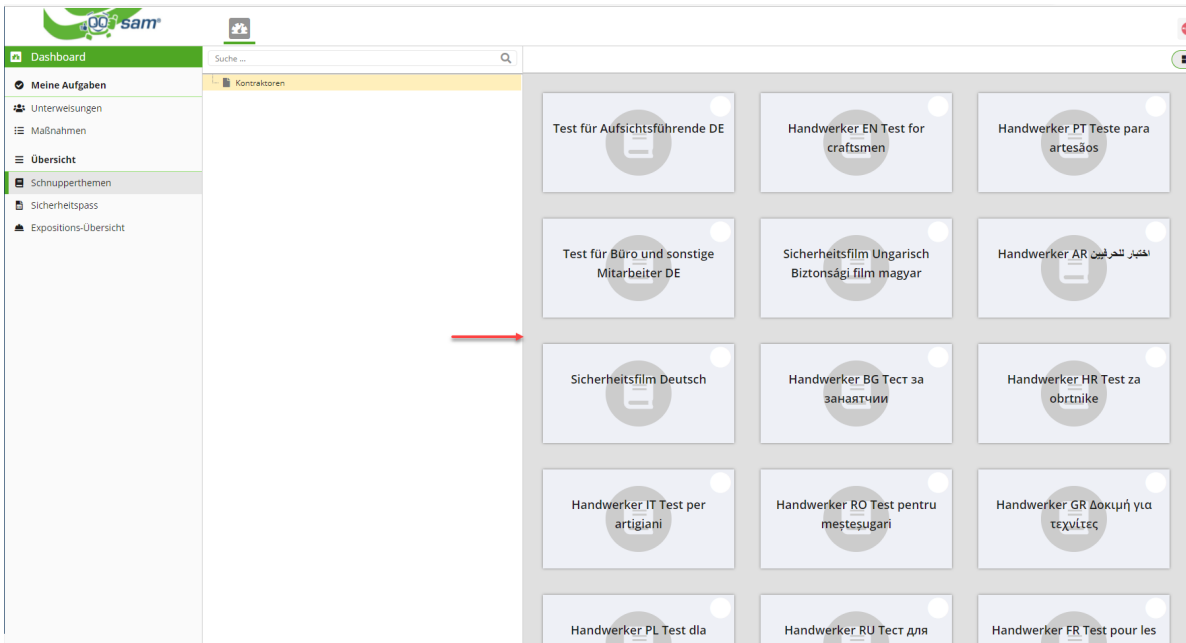 sam®
Dashboard
Meine Aufgaben
Unterweisungen
Maßnahmen
Übersicht
Schnupperthemen
Sicherheitspass
Expositions-Übersicht
Suche ...
Kontraktoren
Test für Aufsichtsführende DE
Handwerker EN Test for
craftsmen
Handwerker PT Teste para
artesãos
Test für Büro und sonstige
Mitarbeiter DE
Sicherheitsfilm Ungarisch
Biztonsági film magyar
Handwerker AR اختبار للحرفيين
Sicherheitsfilm Deutsch
Handwerker BG Тест за
занаятчии
Handwerker HR Test za
obrtnike
Handwerker IT Test per
artigiani
Handwerker RO Test pentru
meșteșugari
Handwerker GR Δοκιμή για
τεχνίτες
Handwerker PL Test dla
Handwerker RU Тест для
Handwerker FR Test pour les